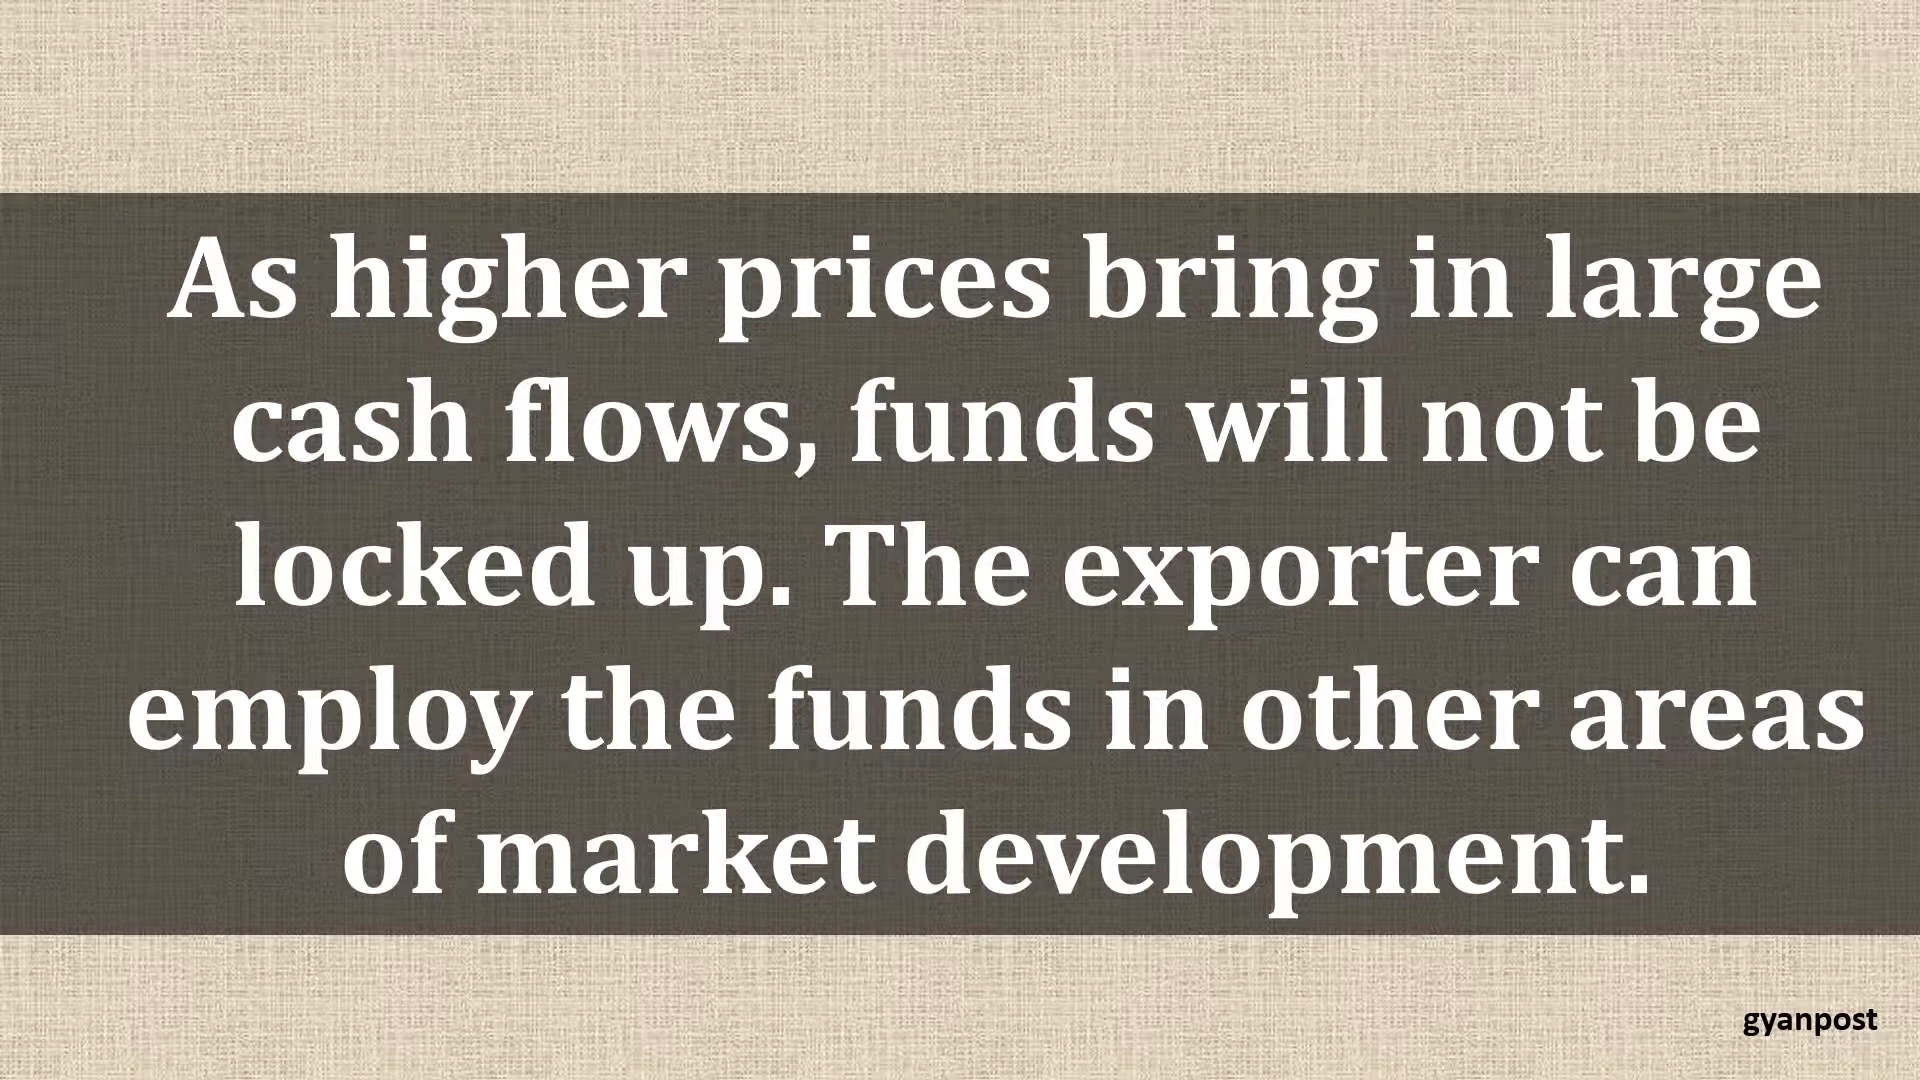 As higher prices bring in large
cash flows, funds will not be
locked up. The exporter can
employ the funds in other areas
of market development.
gyanpost